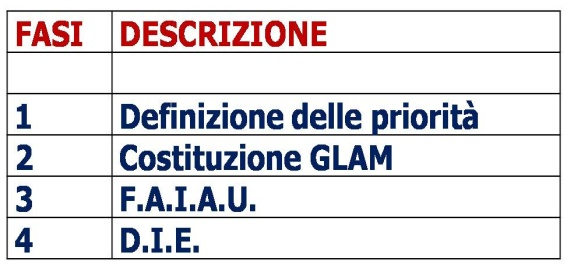 FASI DESCRIZIONE
1 Definizione delle priorità
2 Costituzione GLAM
3 F.A.I.A.U.
4 D.I.E.